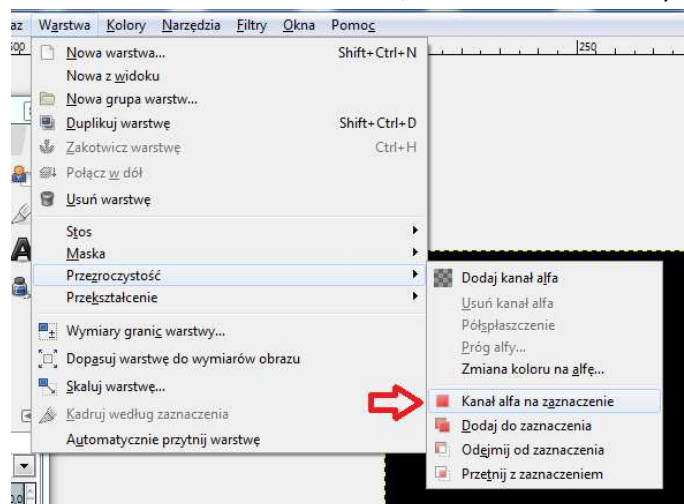 az Warstwa Kolory Narzędzia Filtry Okna Pomoc
500 250
Nowa warstwa... Shift+Ctrl+N
Nowa z widoku
Nowa grupa warstw...
Duplikuj warstwę Shift+Ctrl+D
Zakotwicz warstwę Ctrl+H
Połącz w dół
Usuń warstwę
Stos
Maska
Przezroczystość
Przekształcenie
Wymiary granic warstwy...
Dopasuj warstwę do wymiarów obrazu
Skaluj warstwę...
Kadruj według zaznaczenia
Automatycznie przytnij warstwę
Dodaj kanał alfa
Usuń kanał alfa
Półspłaszczenie
Próg alfy...
Zmiana koloru na alfę...
Kanał alfa na zaznaczenie
Dodaj do zaznaczenia
Odejmij od zaznaczenia
Przetnij z zaznaczeniem